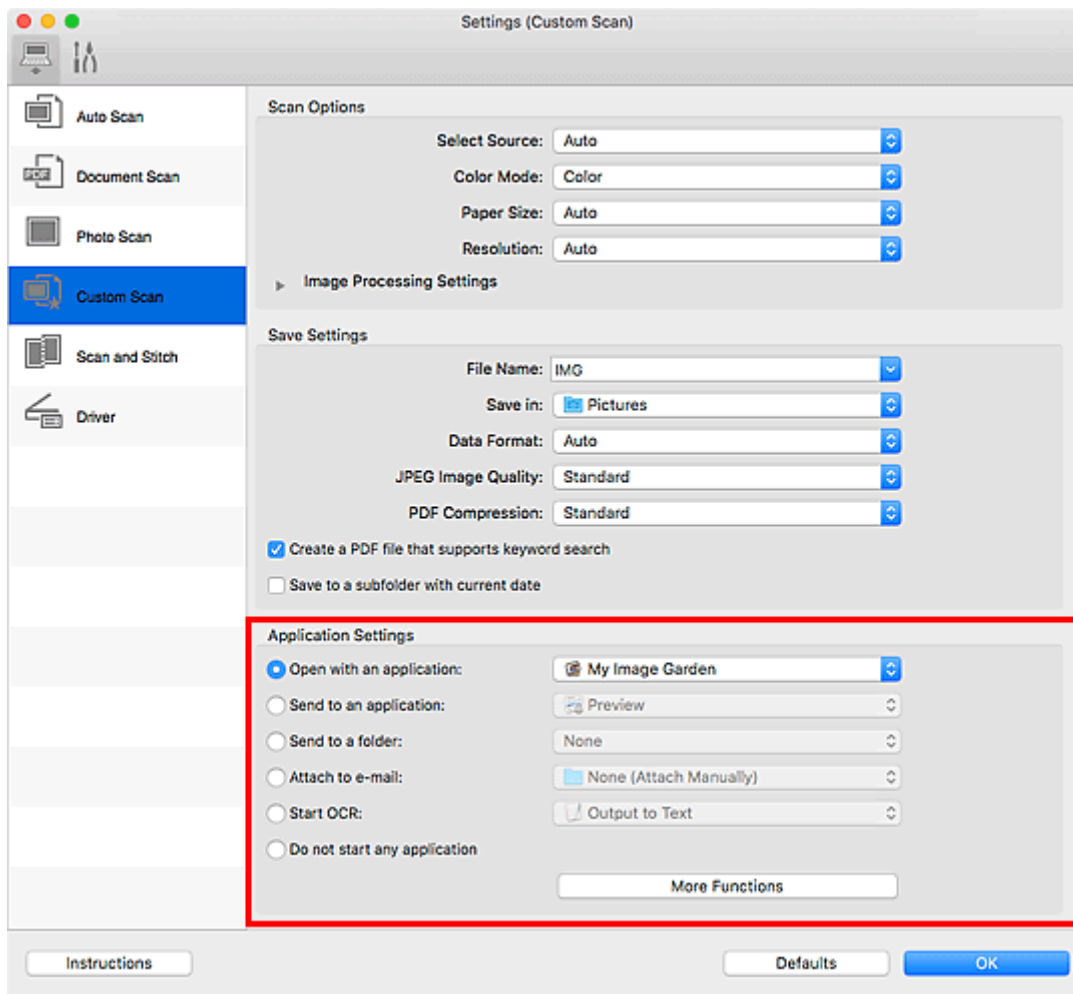 Settings (Custom Scan)
Auto Scan
PDF
Document Scan
Photo Scan
Custom Scan
Scan and Stitch
Driver
Scan Options
Select Source: Auto
Color Mode: Color
Paper Size: Auto
Resolution: Auto
Image Processing Settings
Save Settings
File Name: IMG
Save in: Pictures
Data Format: Auto
JPEG Image Quality: Standard
PDF Compression: Standard
Create a PDF file that supports keyword search
Save to a subfolder with current date
Application Settings
Open with an application: My Image Garden
Send to an application: Preview
Send to a folder: None
Attach to e-mail: None (Attach Manually)
Start OCR: Output to Text
Do not start any application
More Functions
Instructions
Defaults
OK